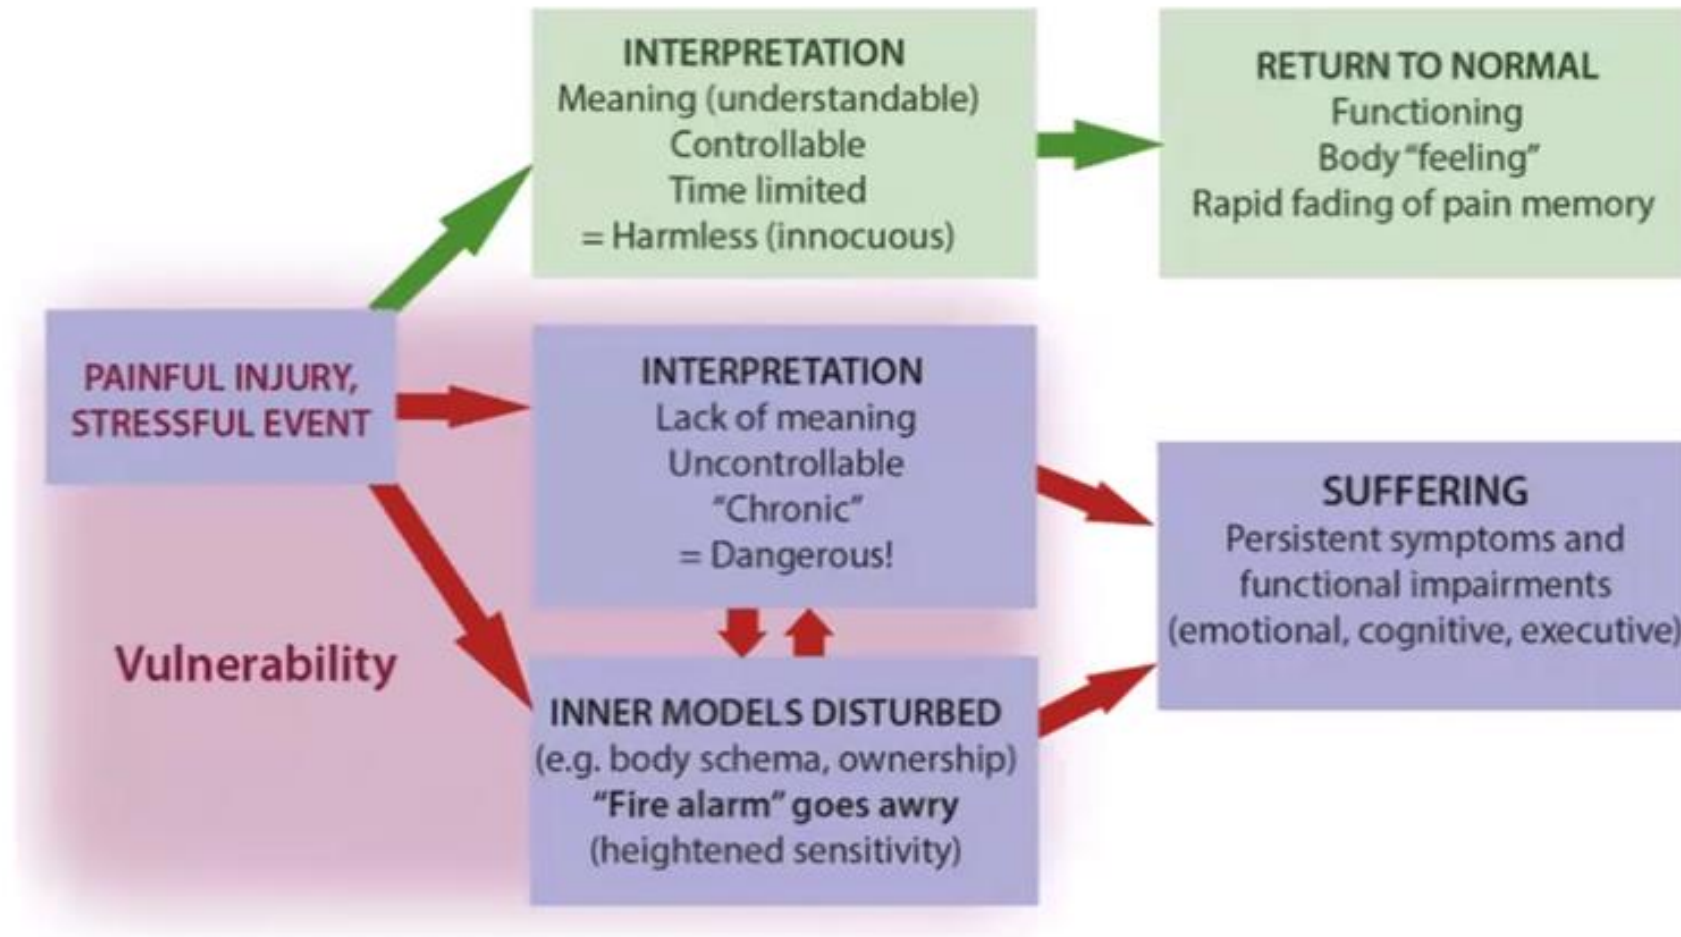 INTERPRETATION
Meaning (understandable)
Controllable
Time limited
= Harmless (innocuous)
RETURN TO NORMAL
Functioning
Body “feeling”
Rapid fading of pain memory
PAINFUL INJURY,
STRESSFUL EVENT
INTERPRETATION
Lack of meaning
Uncontrollable
“Chronic”
= Dangerous!
SUFFERING
Persistent symptoms and
functional impairments
(emotional, cognitive, executive)
Vulnerability
INNER MODELS DISTURBED
(e.g. body schema, ownership)
“Fire alarm” goes awry
(heightened sensitivity)